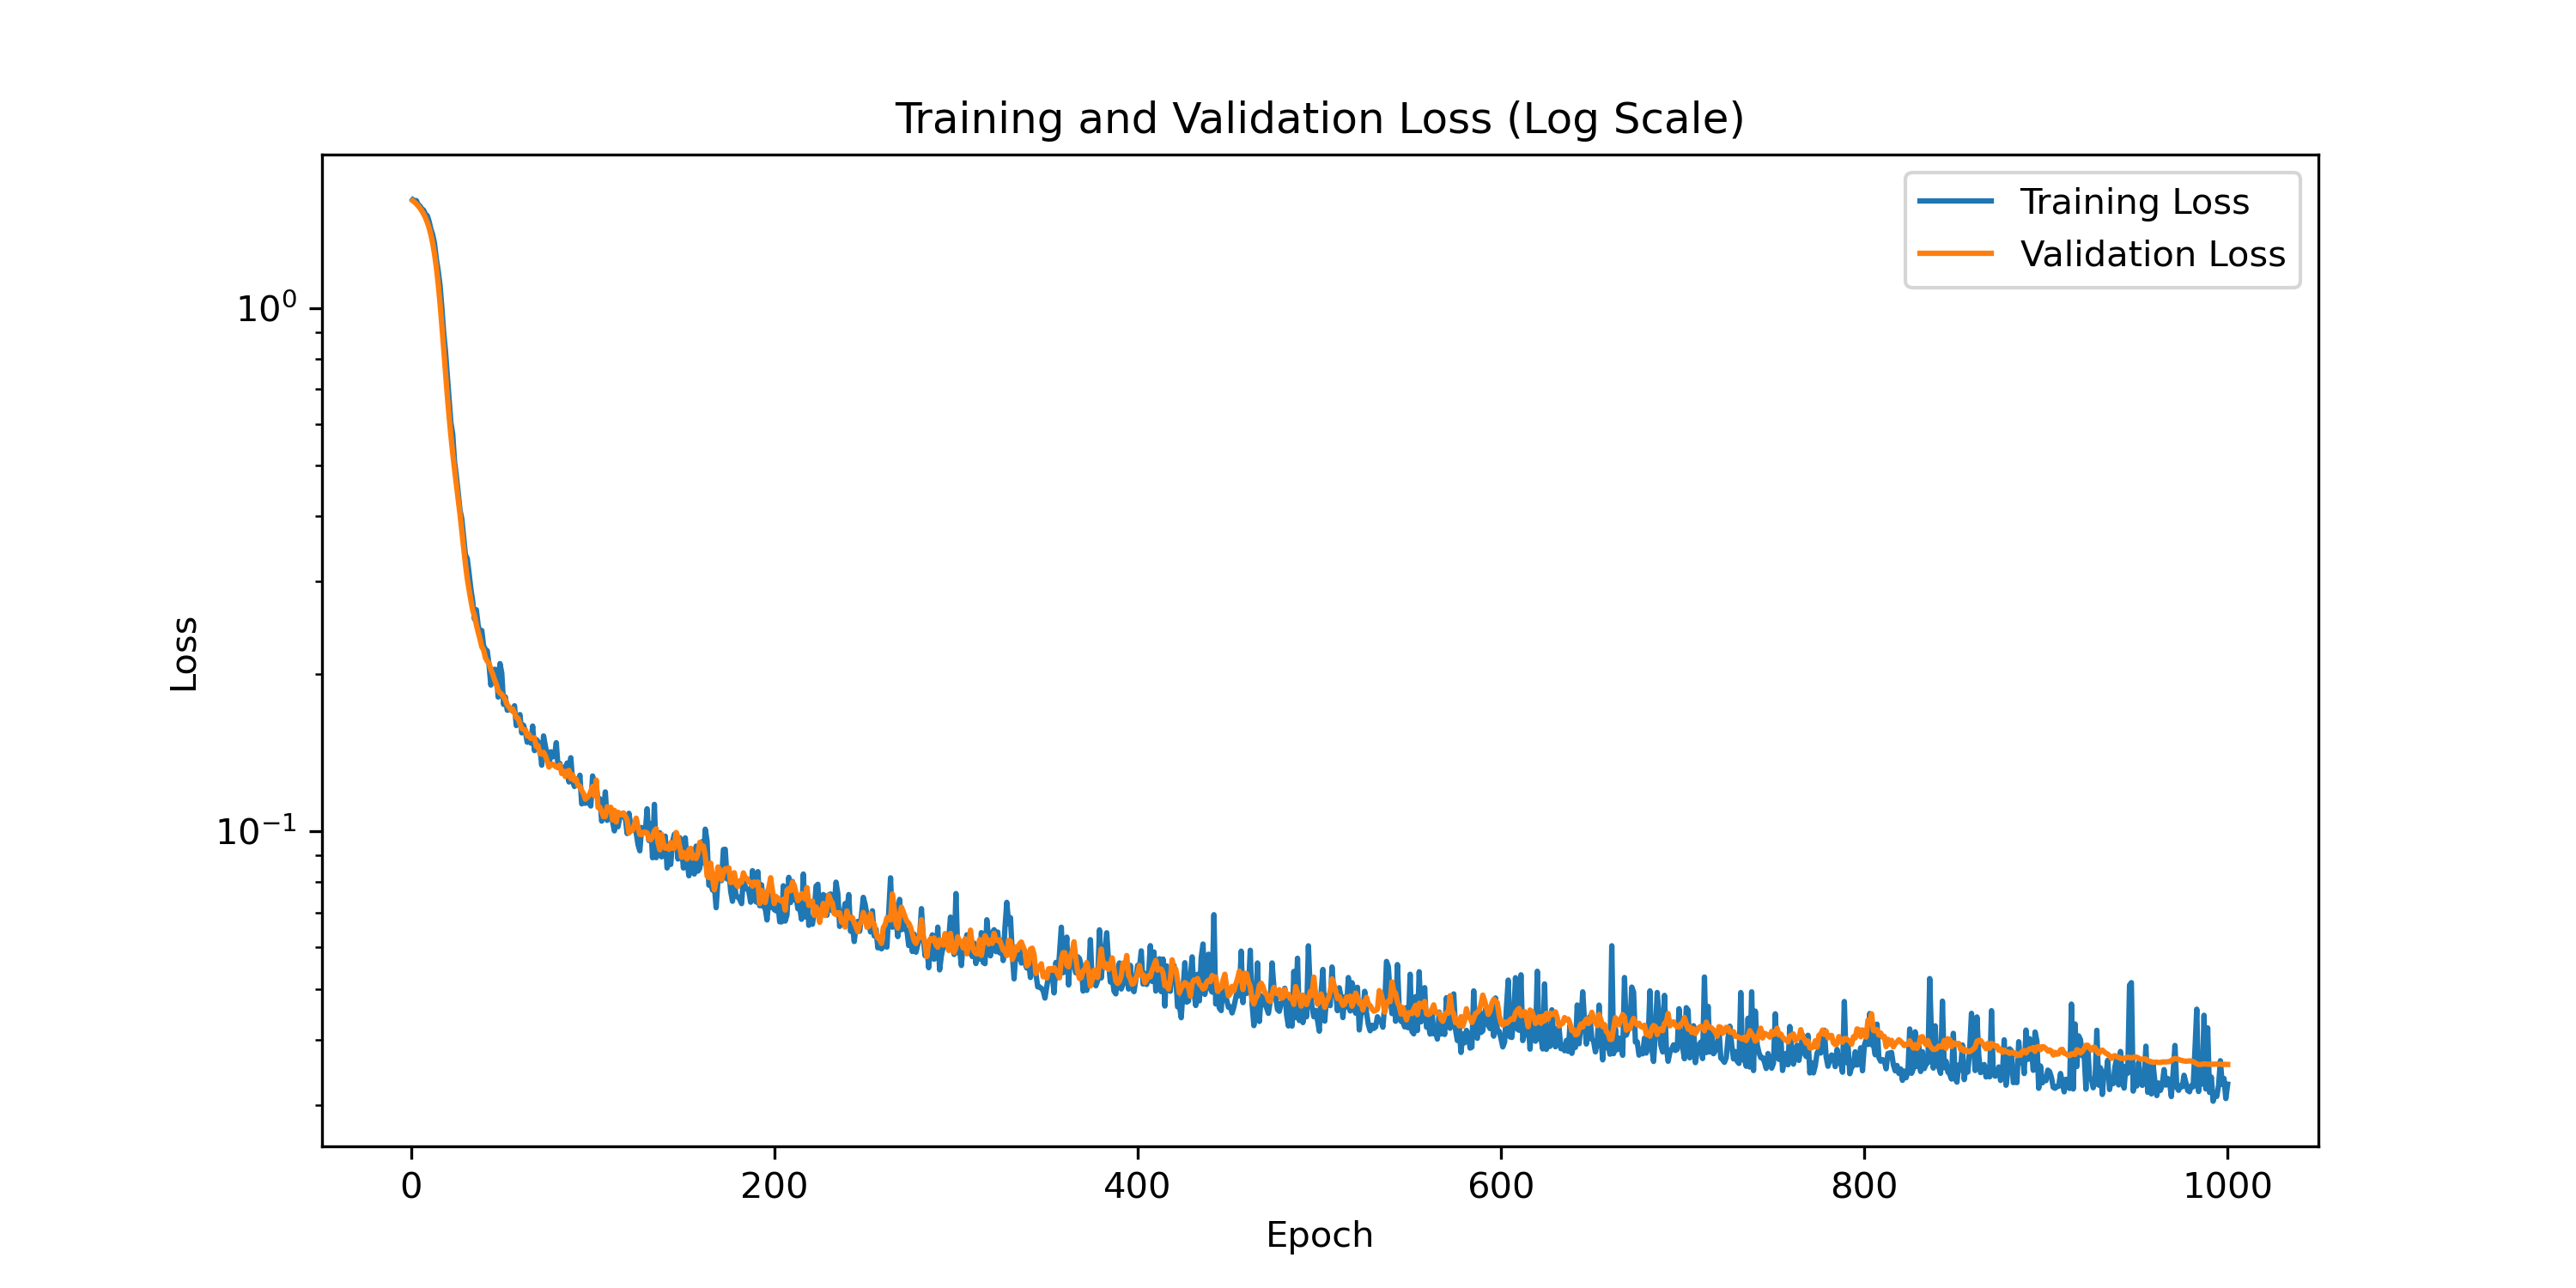 Training and Validation Loss (Log Scale)
Training Loss
Validation Loss
10⁰
10⁻¹
Loss
0 200 400 600 800 1000
Epoch